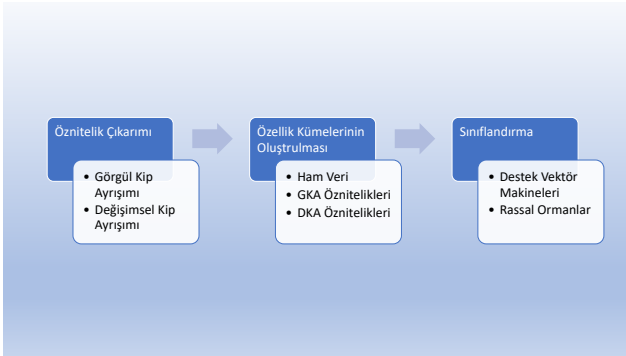 Öznitelik Çıkarımı
• Görgül Kip
Ayrışımı
• Değişimsel Kip
Ayrışımı
Özellik Kümelerinin
Oluştrulması
• Ham Veri
• GKA Öznitelikleri
• DKA Öznitelikleri
Sınıflandırma
• Destek Vektör
Makineleri
• Rassal Ormanlar